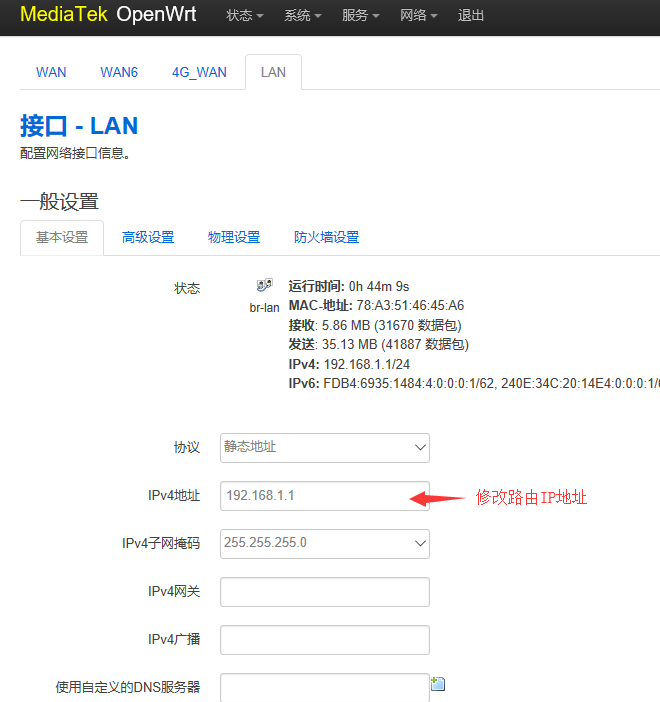 MediaTek OpenWrt 状态 系统 服务 网络 退出
WAN WAN6 4G_WAN LAN
接口 - LAN
配置网络接口信息。
一般设置
基本设置 高级设置 物理设置 防火墙设置
状态
br-lan
运行时间: 0h 44m 9s
MAC-地址: 78:A3:51:46:45:A6
接收: 5.86 MB (31670 数据包)
发送: 35.13 MB (41887 数据包)
IPv4: 192.168.1.1/24
IPv6: FDB4:6935:1484:4:0:0:0:1/62, 240E:34C:20:14E4:0:0:0:1/
协议 静态地址
IPv4地址 192.168.1.1 修改路由IP地址
IPv4子网掩码 255.255.255.0
IPv4网关
IPv4广播
使用自定义的DNS服务器